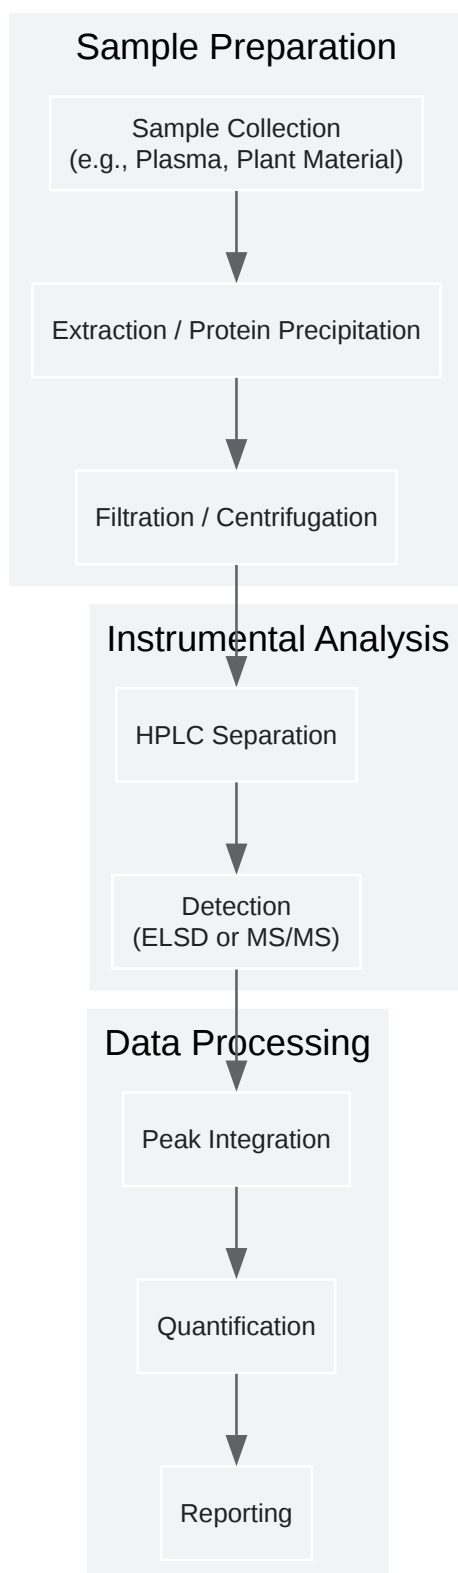 Sample Preparation
Sample Collection
(e.g., Plasma, Plant Material)
Extraction / Protein Precipitation
Filtration / Centrifugation
Instrumental Analysis
HPLC Separation
Detection
(ELSD or MS/MS)
Data Processing
Peak Integration
Quantification
Reporting